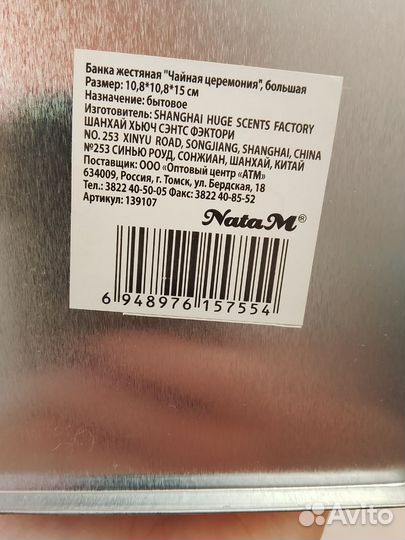 Банка жестяная "Чайная церемония", большая
Размер: 10,8*10,8*15 см
Назначение: бытовое
Изготовитель: SHANGHAI HUGE SCENTS FACTORY
ШАНХАЙ ХЬЮЧ СЭНТС ФЭКТОРИ
NO. 253 XINYU ROAD, SONGJIANG, SHANGHAI, CHINA
№253 СИНЬЮ РОУД, СОНЖИАН, ШАНХАЙ, КИТАЙ
Поставщик: ООО «Оптовый центр «АТМ»
634009, Россия, г. Томск, ул. Бердская, 18
Тел.: 3822 40-50-05 Факс: 3822 40-85-52
Артикул: 139107
NataM®
6 948976 157554
Avito